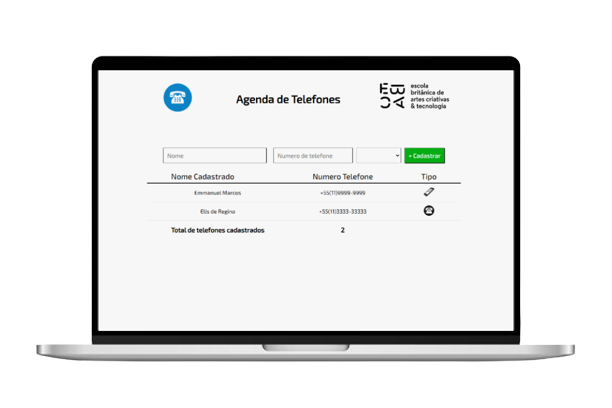 Agenda de Telefones
EBAC
escola
britânica de
artes criativas
& tecnologia
Nome
Numero de telefone
+ Cadastrar
Nome Cadastrado Numero Telefone Tipo
Emmanuel Marcos +55(11)9999-9999
Elis de Regina +55(11)3333-33333
Total de telefones cadastrados 2